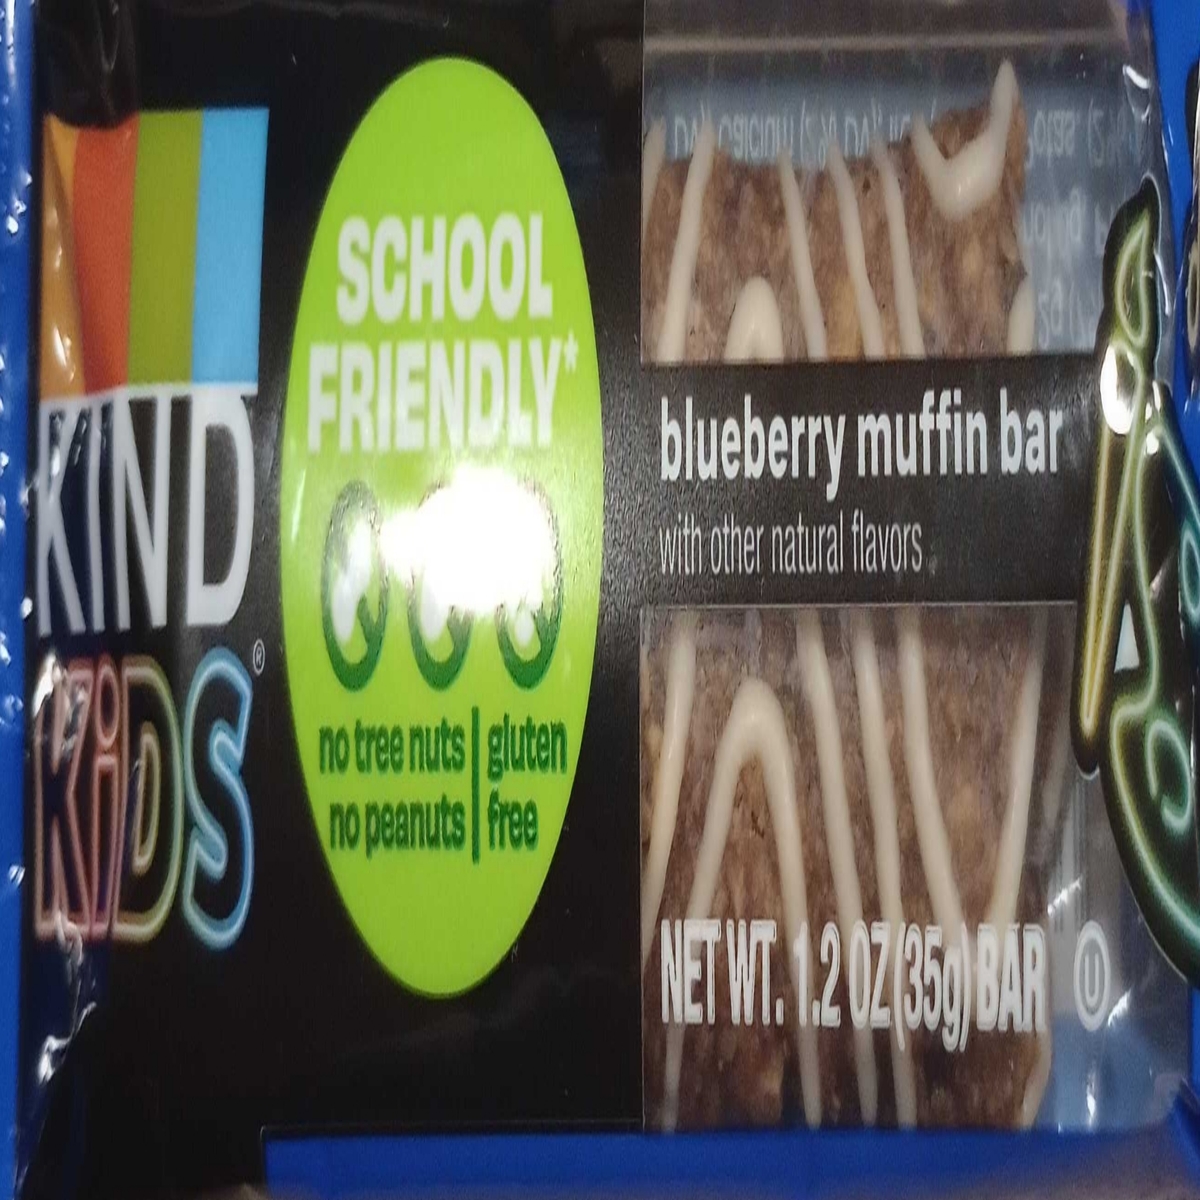 KIND
KiDS®
SCHOOL
FRIENDLY*
no tree nuts | gluten
no peanuts | free
blueberry muffin bar
with other natural flavors
NET WT. 1.2 OZ (35g) BAR
U